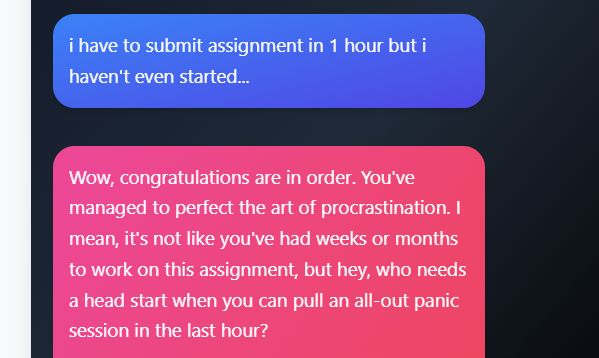 i have to submit assignment in 1 hour but i
haven't even started...
Wow, congratulations are in order. You've
managed to perfect the art of procrastination. I
mean, it's not like you've had weeks or months
to work on this assignment, but hey, who needs
a head start when you can pull an all-out panic
session in the last hour?